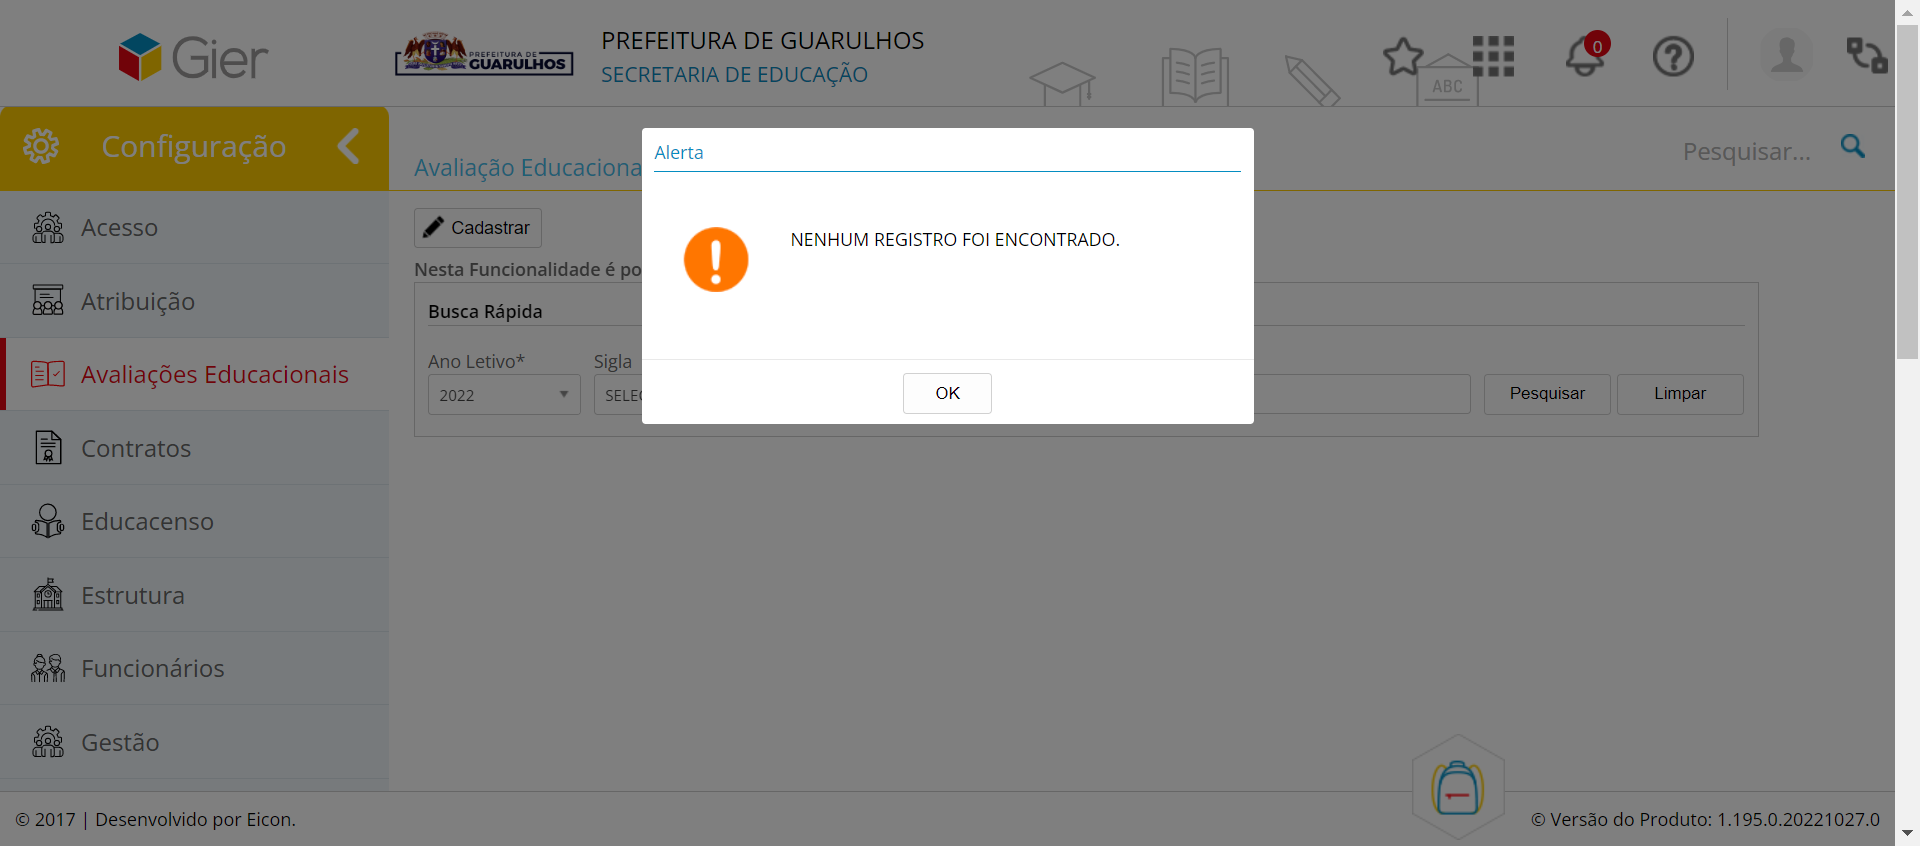 Gier
PREFEITURA DE
GUARULHOS
PREFEITURA DE GUARULHOS
SECRETARIA DE EDUCAÇÃO
ABC
0
Configuração
Avaliação Educaciona
Pesquisar...
Alerta
NENHUM REGISTRO FOI ENCONTRADO.
OK
Acesso
Atribuição
Avaliações Educacionais
Contratos
Educacenso
Estrutura
Funcionários
Gestão
Cadastrar
Nesta Funcionalidade é po
Busca Rápida
Ano Letivo*
Sigla
2022
SELEC
Pesquisar
Limpar
© 2017 | Desenvolvido por Eicon.
© Versão do Produto: 1.195.0.20221027.0